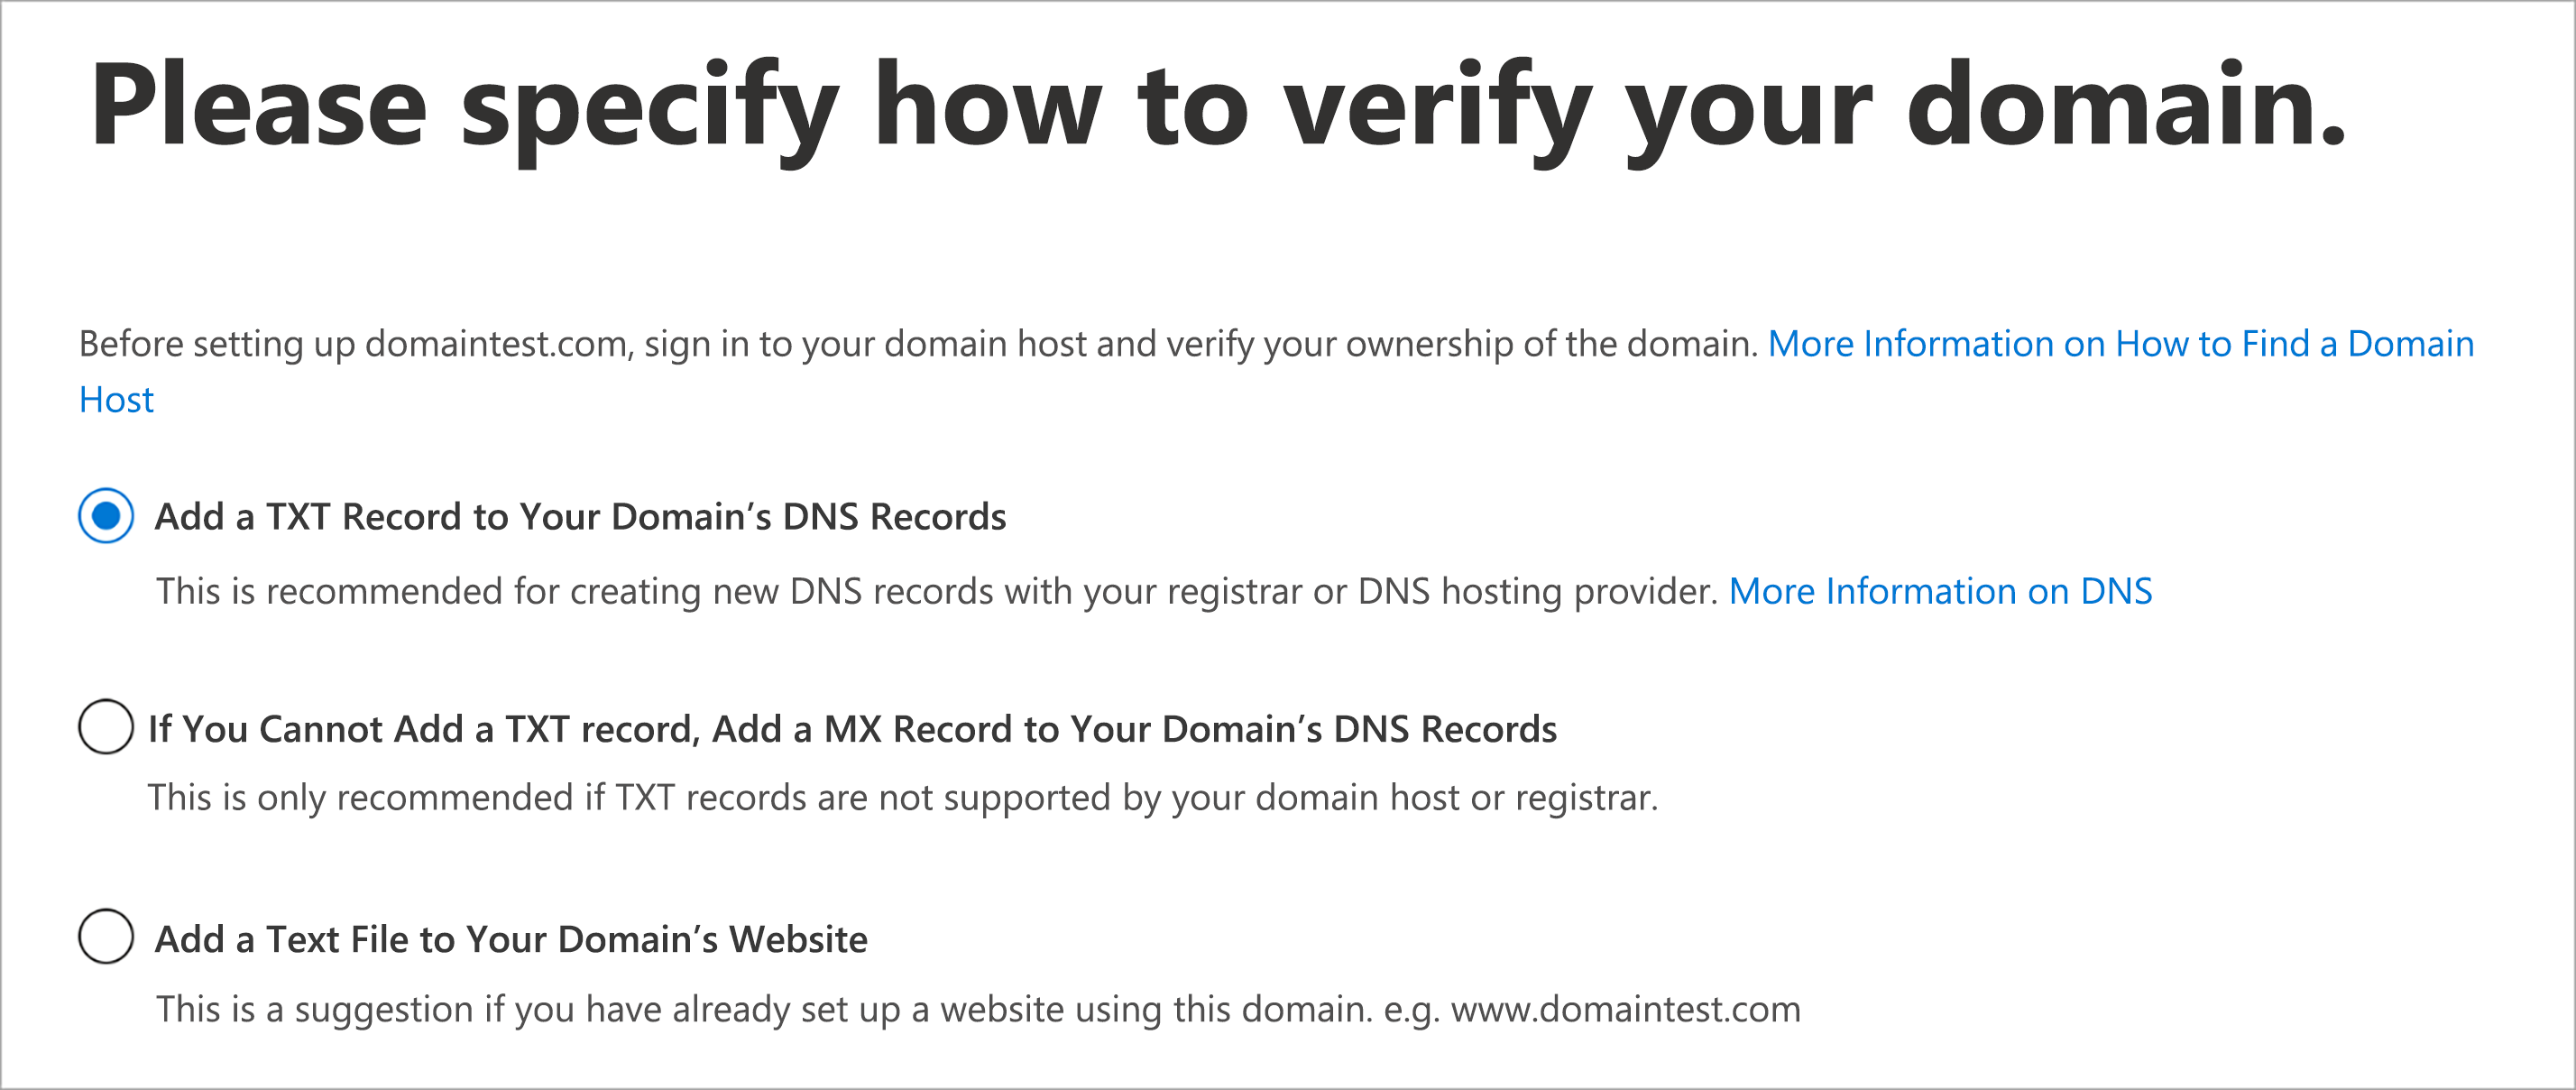 Please specify how to verify your domain.
Before setting up domaintest.com, sign in to your domain host and verify your ownership of the domain. More Information on How to Find a Domain
Host
Add a TXT Record to Your Domain’s DNS Records
This is recommended for creating new DNS records with your registrar or DNS hosting provider. More Information on DNS
If You Cannot Add a TXT record, Add a MX Record to Your Domain’s DNS Records
This is only recommended if TXT records are not supported by your domain host or registrar.
Add a Text File to Your Domain’s Website
This is a suggestion if you have already set up a website using this domain. e.g. www.domaintest.com